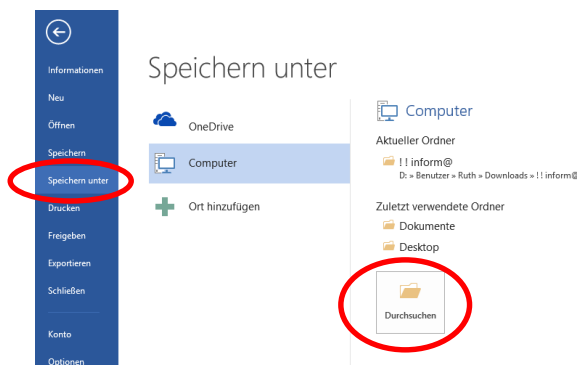 Informationen
Neu
Öffnen
Speichern
Speichern unter
Drucken
Freigeben
Exportieren
Schließen
Konto
Optionen
Speichern unter
OneDrive
Computer
Ort hinzufügen
Computer
Aktueller Ordner
! ! inform@
D: » Benutzer » Ruth » Downloads » ! ! inform@
Zuletzt verwendete Ordner
Dokumente
Desktop
Durchsuchen